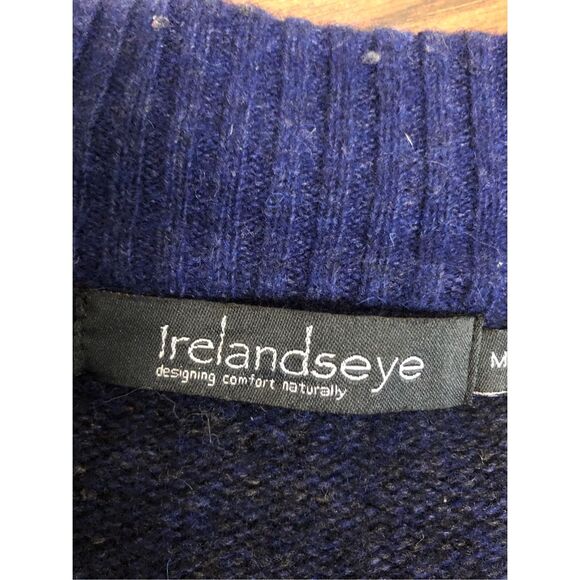 Irelandseye
designing comfort naturally
M